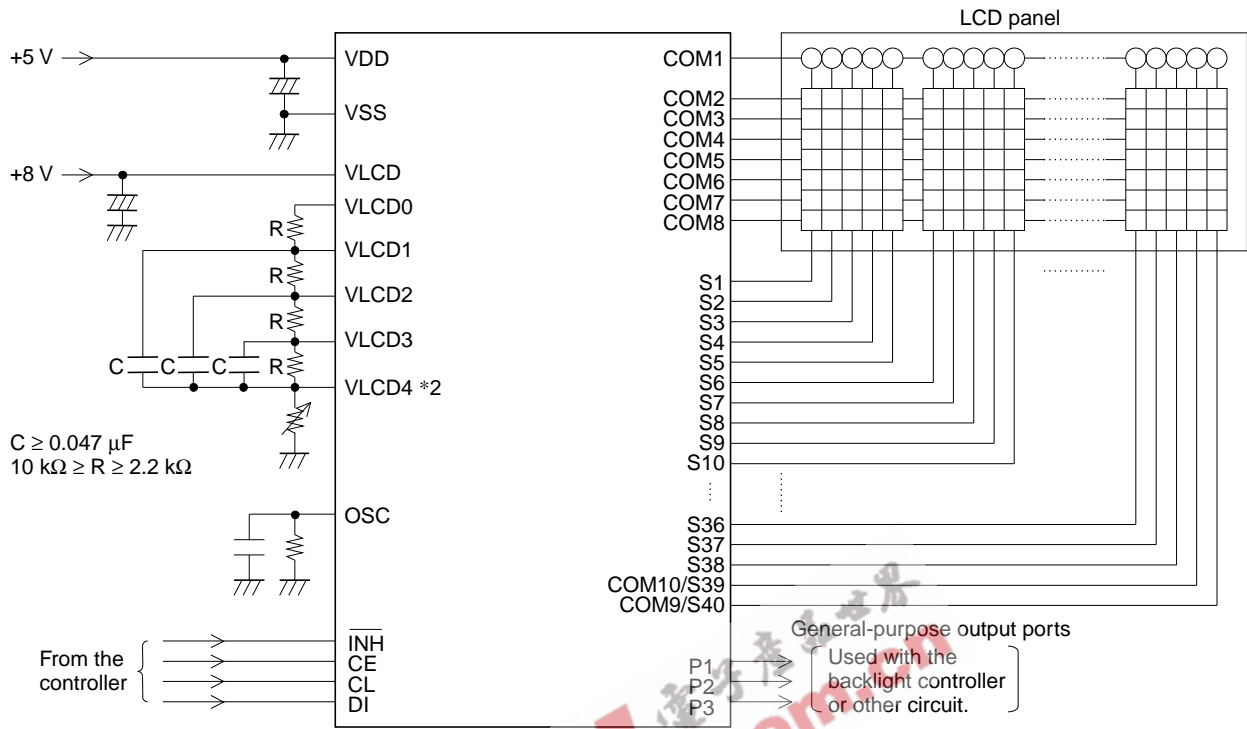 LCD panel
+5 V
VDD
COM1
VSS
COM2
COM3
COM4
COM5
COM6
COM7
COM8
+8 V
VLCD
VLCD0
R
VLCD1
R
VLCD2
R
VLCD3
C
C
C
R
VLCD4 *2
C ≥ 0.047 μF
10 kΩ ≥ R ≥ 2.2 kΩ
S1
S2
S3
S4
S5
S6
S7
S8
S9
S10
OSC
S36
S37
S38
COM10/S39
COM9/S40
From the
controller
INH
CE
CL
DI
General-purpose output ports
P1
P2
P3
Used with the
backlight controller
or other circuit.
om.cn